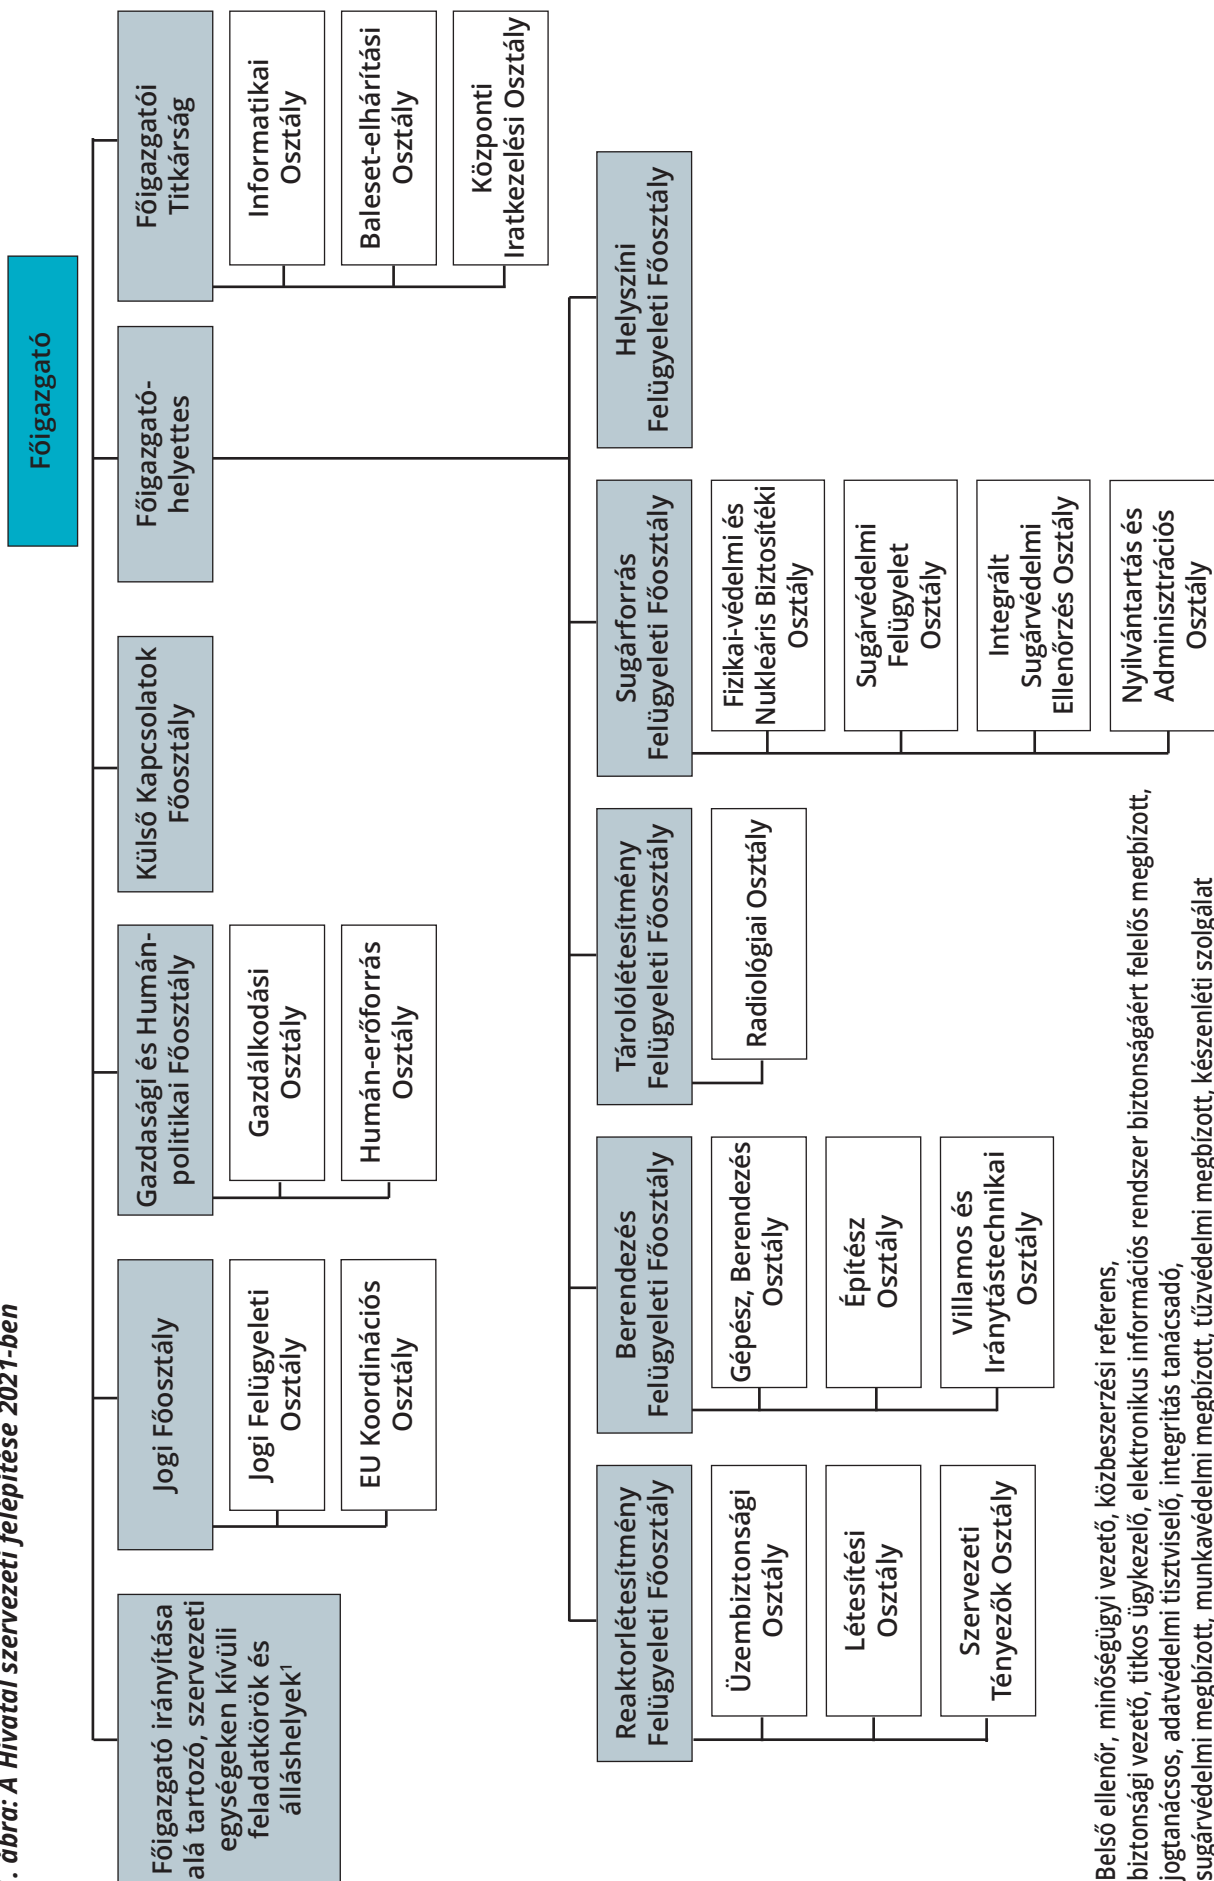 . ábra: A Hivatal szervezeti felépítése 2021-ben
Főigazgató
Főigazgató irányítása
alá tartozó, szervezeti
egységeken kívüli
feladatkörök és
álláshelyek¹
Jogi Főosztály
Jogi Felügyeleti
Osztály
EU Koordinációs
Osztály
Gazdasági és Humán-
politikai Főosztály
Gazdálkodási
Osztály
Humán-erőforrás
Osztály
Külső Kapcsolatok
Főosztály
Főigazgató-
helyettes
Főigazgatói
Titkárság
Informatikai
Osztály
Baleset-elhárítási
Osztály
Központi
Iratkezelési Osztály
Reaktorlétesítmény
Felügyeleti Főosztály
Üzembiztonsági
Osztály
Létesítési
Osztály
Szervezeti
Tényezők Osztály
Berendezés
Felügyeleti Főosztály
Gépész, Berendezés
Osztály
Építész
Osztály
Villamos és
Iránytástechnikai
Osztály
Tárolólétesítmény
Felügyeleti Főosztály
Radiológiai Osztály
Sugárforrás
Felügyeleti Főosztály
Fizikai-védelmi és
Nukleáris Biztosítéki
Osztály
Sugárvédelmi
Felügyelet
Osztály
Integrált
Sugárvédelmi
Ellenőrzés Osztály
Nyilvántartás és
Adminisztrációs
Osztály
Helyszíni
Felügyeleti Főosztály
Belső ellenőr, minőségügyi vezető, közbeszerzési referens,
biztonsági vezető, titkos ügykezelő, elektronikus információs rendszer biztonságáért felelős megbízott,
jogtanácsos, adatvédelmi tisztviselő, integritás tanácsadó,
sugárvédelmi megbízott, munkavédelmi megbízott, tűzvédelmi megbízott, készenléti szolgálat